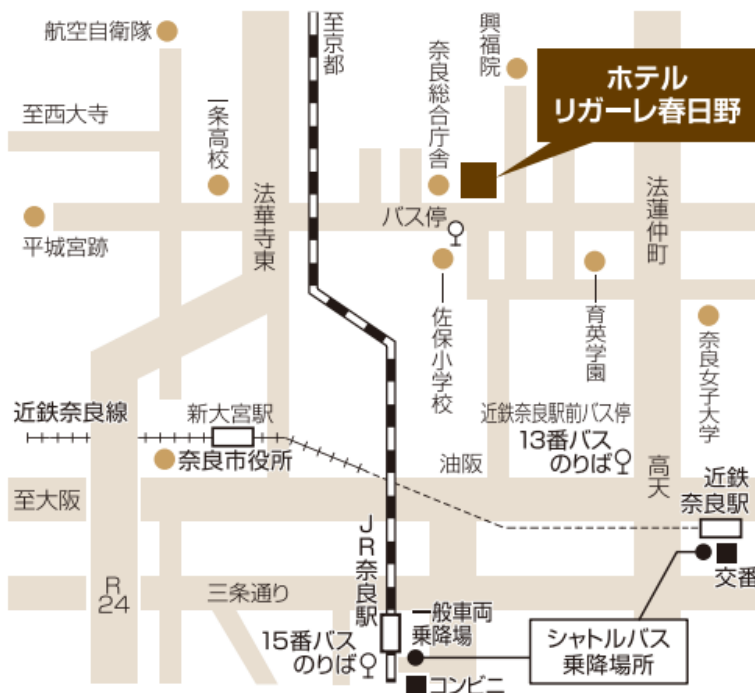 航空自衛隊
至京都
興福院
ホテル
リガーレ春日野
至西大寺
一条高校
奈良総合庁舎
法華寺東
法蓮仲町
バス停
平城宮跡
佐保小学校
育英学園
奈良女子大学
近鉄奈良線
新大宮駅
奈良市役所
近鉄奈良駅前バス停
13番バス
のりば
油阪
高天
近鉄
奈良駅
至大阪
JR奈良駅
交番
R
24
三条通り
一般車両
乗降場
15番バス
のりば
シャトルバス
乗降場所
コンビニ